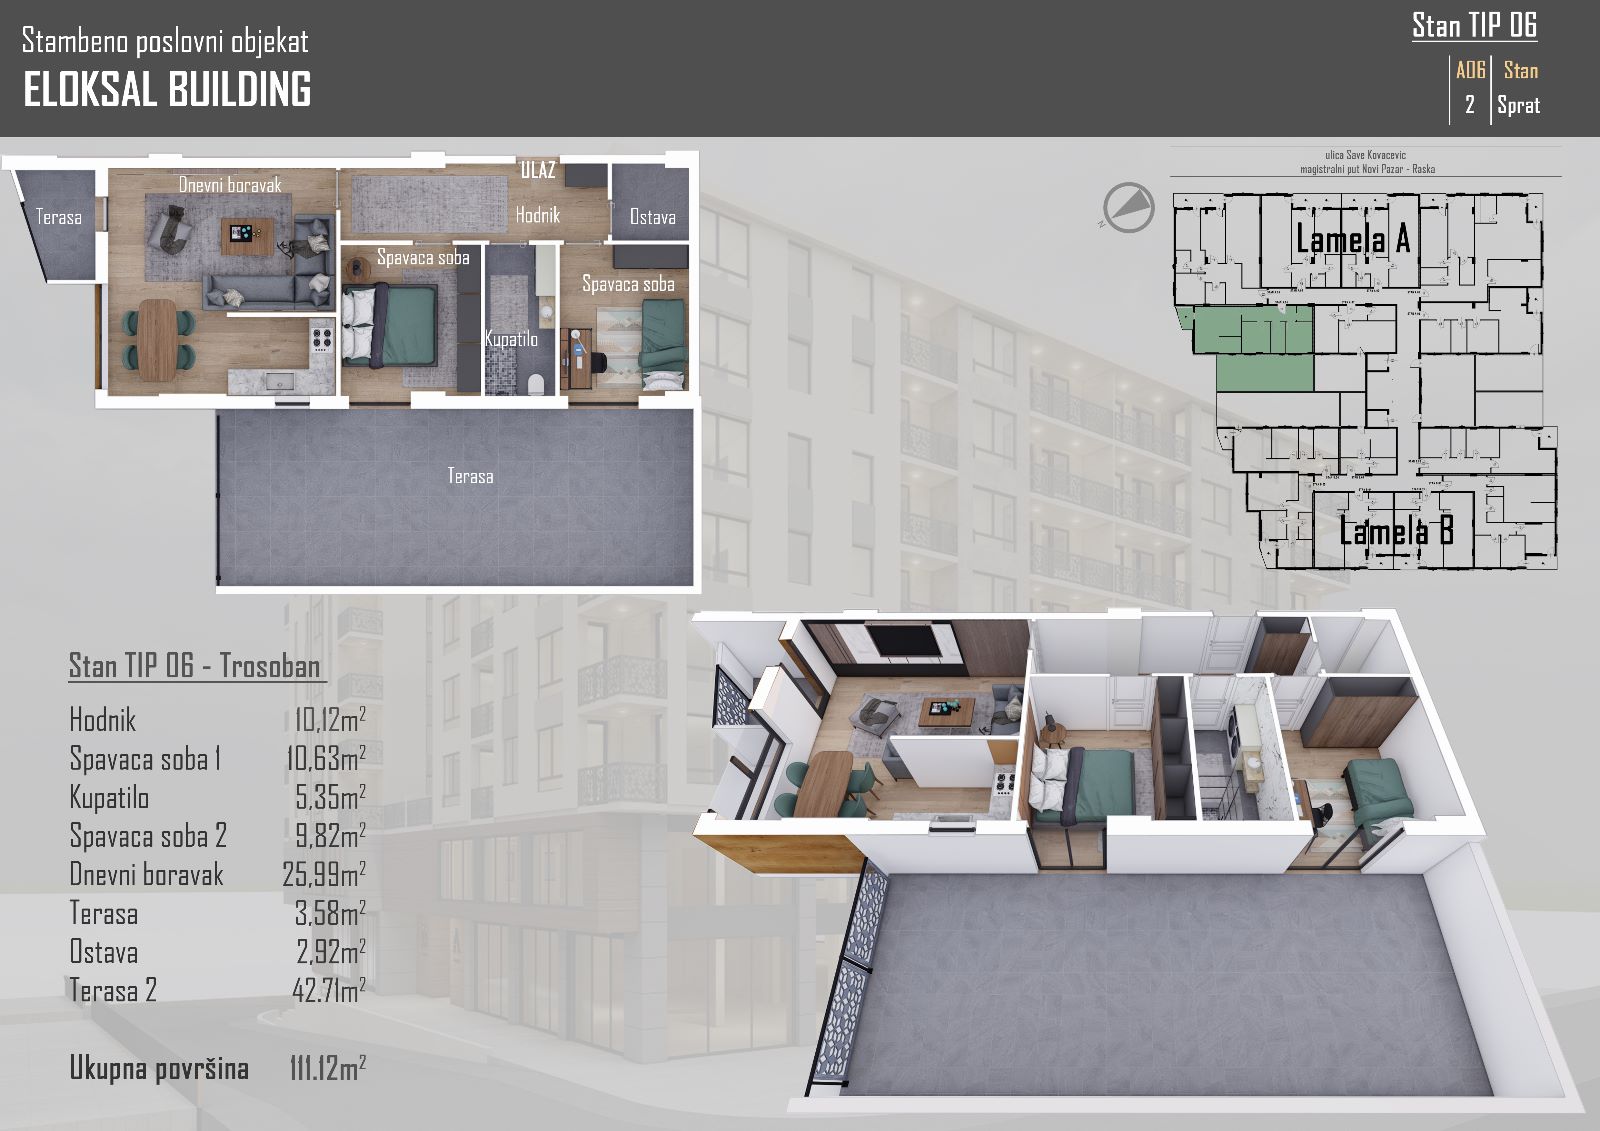 Stambeno poslovni objekat
ELOKSAL BUILDING
Stan TIP 06
A06 Stan
2 Sprat
ulica Save Kovacevic
magistralni put Novi Pazar - Raska
N
Lamela A
Lamela B
ULAZ
Dnevni boravak
Terasa
Hodnik
Ostava
Spavaca soba
Spavaca soba
Kupatilo
Terasa
Stan TIP 06 - Trosoban
Hodnik 10,12m²
Spavaca soba 1 10,63m²
Kupatilo 5,35m²
Spavaca soba 2 9,82m²
Dnevni boravak 25,99m²
Terasa 3,58m²
Ostava 2,92m²
Terasa 2 42.71m²
Ukupna površina 111.12m²